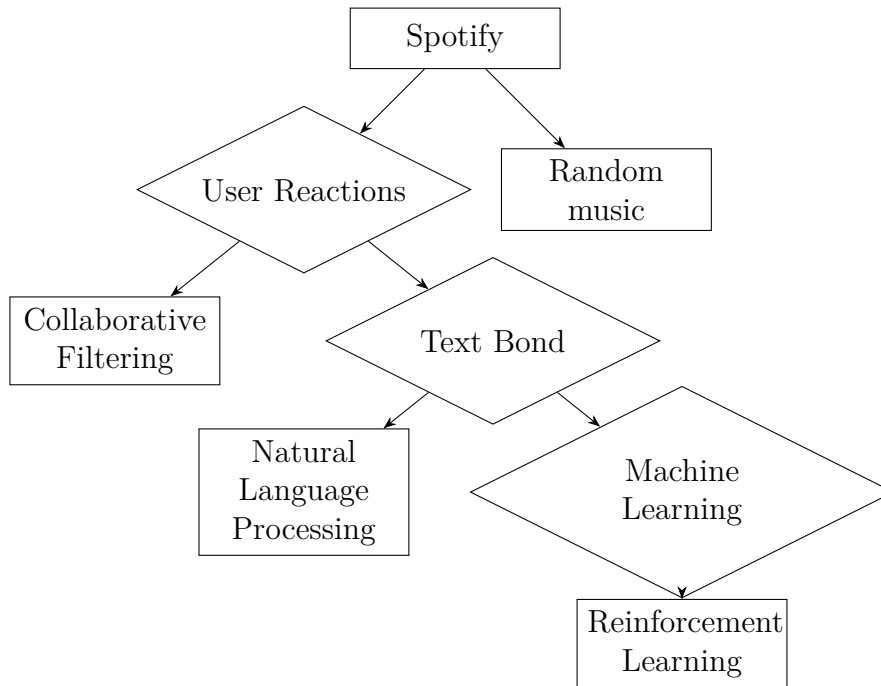 Spotify
User Reactions
Random
music
Collaborative
Filtering
Text Bond
Natural
Language
Processing
Machine
Learning
Reinforcement
Learning